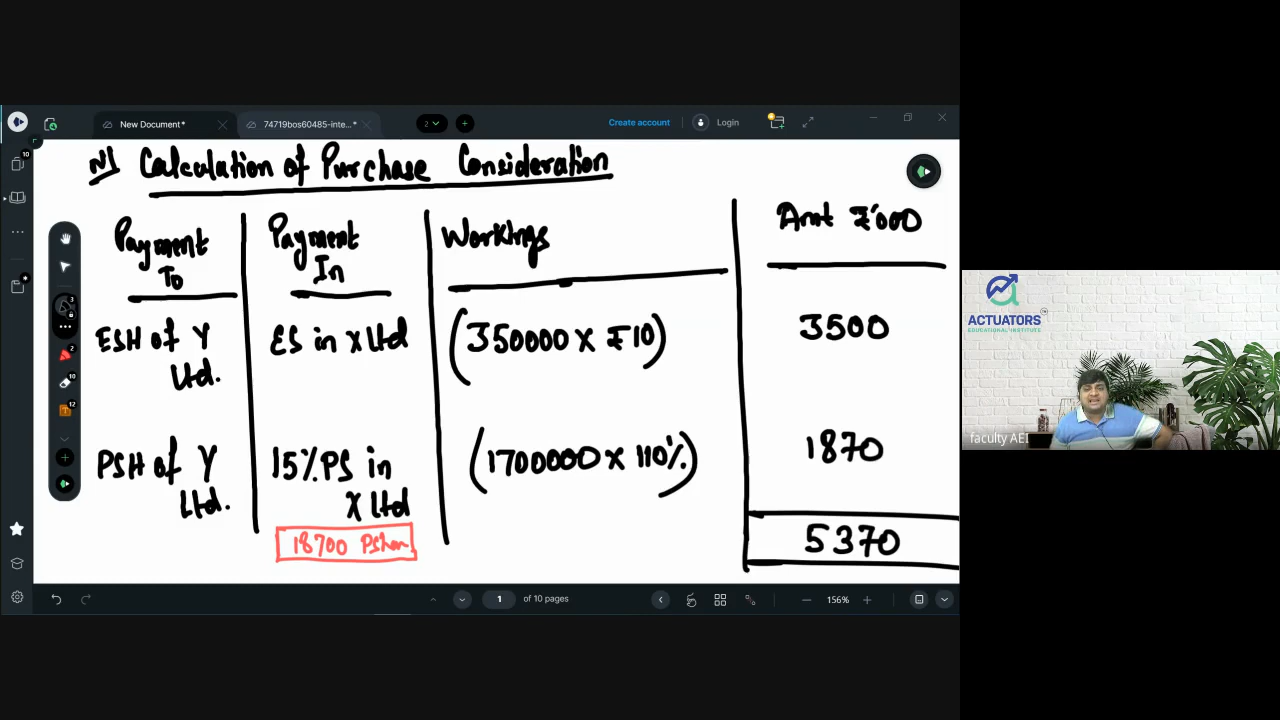 New Document*
74719bos60485-inte...*
2
Create account
Login
N1 Calculation of Purchase Consideration
Payment To
Payment In
Workings
Amt ₹'000
ESH of Y Ltd.
ES in X Ltd
(350000 X ₹10)
3500
PSH of Y Ltd.
15% PS in X Ltd
(1700000 X 110%)
1870
18700 PShar
5370
1
of 10 pages
156%
ACTUATORS
EDUCATIONAL INSTITUTE
faculty AEI